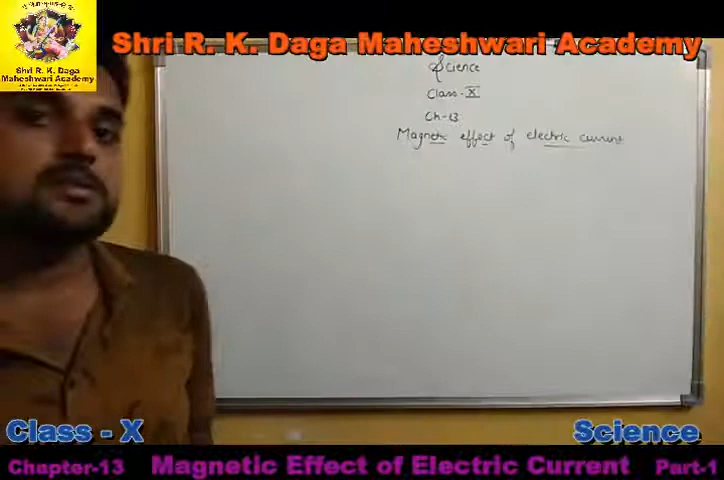 Shri R. K. Daga Maheshwari Academy
Shri R. K. Daga
Maheshwari Academy
Science
Class-X
Ch-13
Magnetic effect of electric current
Class - X
Science
Chapter-13 Magnetic Effect of Electric Current Part-1